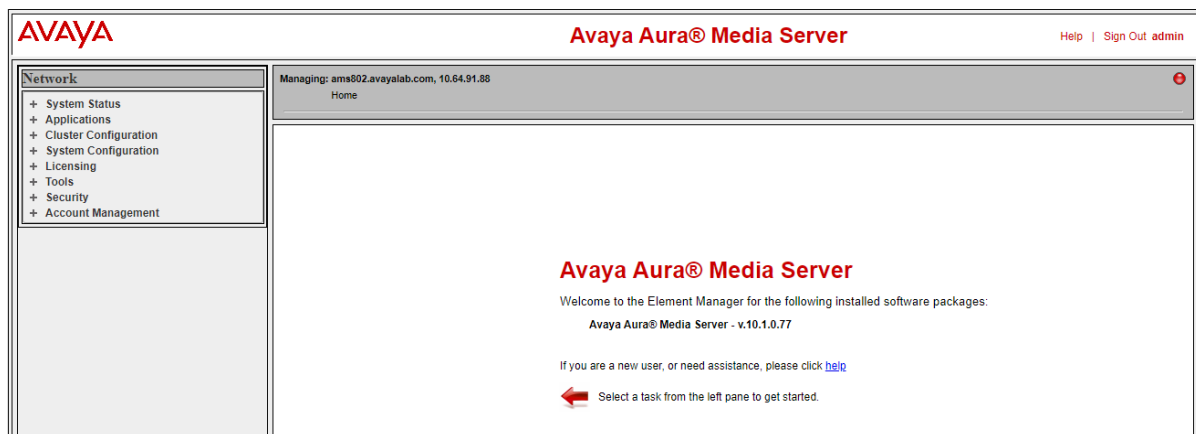 AVAYA
Avaya Aura® Media Server
Help | Sign Out admin
Network
+ System Status
+ Applications
+ Cluster Configuration
+ System Configuration
+ Licensing
+ Tools
+ Security
+ Account Management
Managing: ams802.avayalab.com, 10.64.91.88
Home
Avaya Aura® Media Server
Welcome to the Element Manager for the following installed software packages:
Avaya Aura® Media Server - v.10.1.0.77
If you are a new user, or need assistance, please click help
Select a task from the left pane to get started.